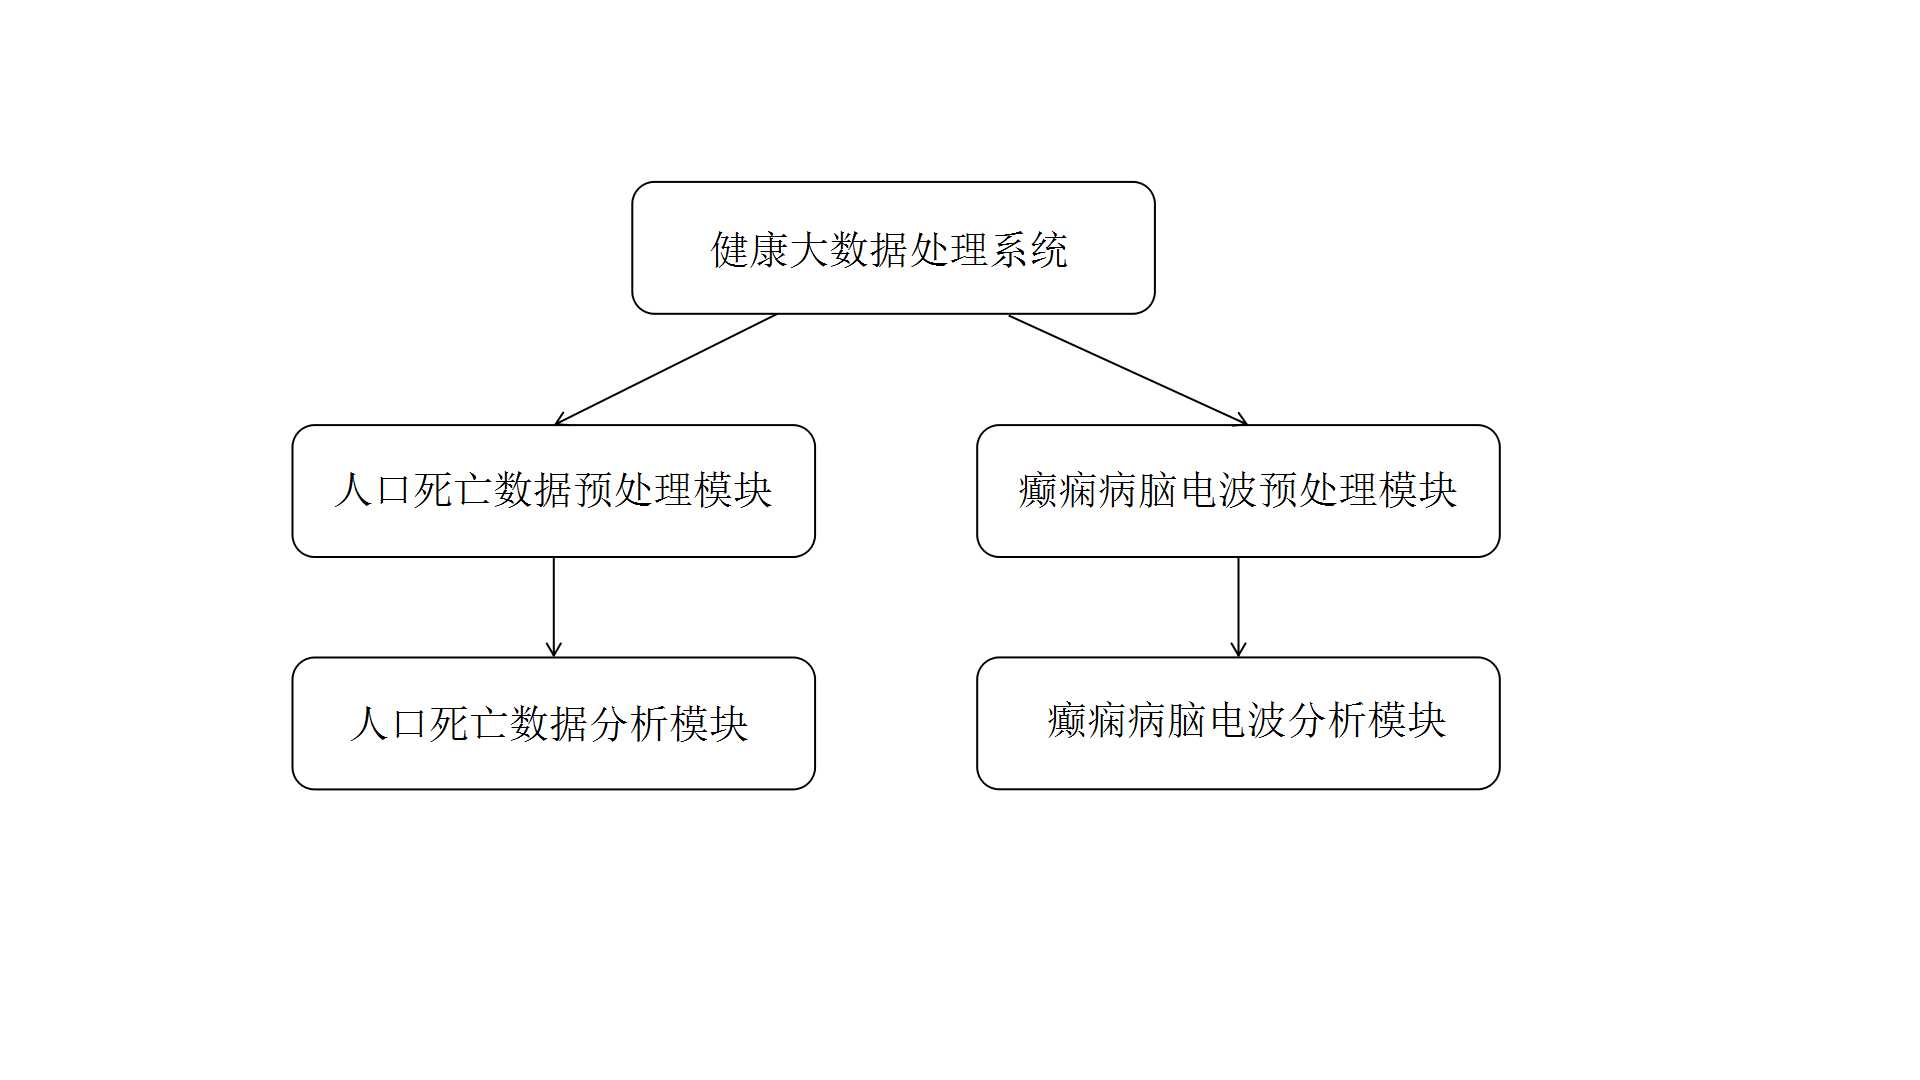 健康大数据处理系统
人口死亡数据预处理模块
癫痫病脑电波预处理模块
人口死亡数据分析模块
癫痫病脑电波分析模块